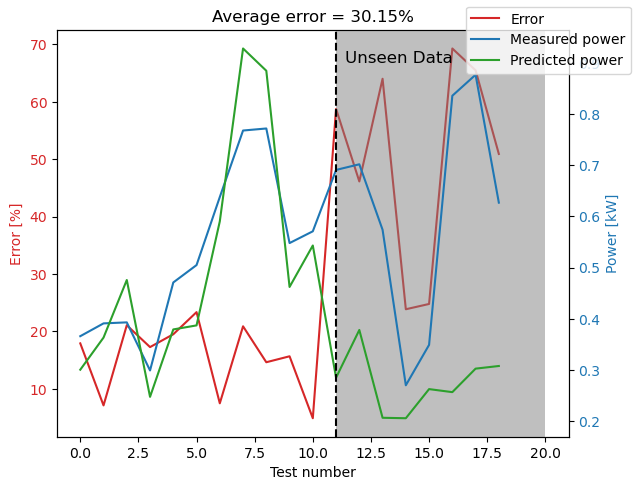 Average error = 30.15%
Error
Measured power
Predicted power
Unseen Data
70
60
50
40
30
20
10
Error [%]
0.8
0.7
0.6
0.5
0.4
0.3
0.2
Power [kW]
0.0 2.5 5.0 7.5 10.0 12.5 15.0 17.5 20.0
Test number